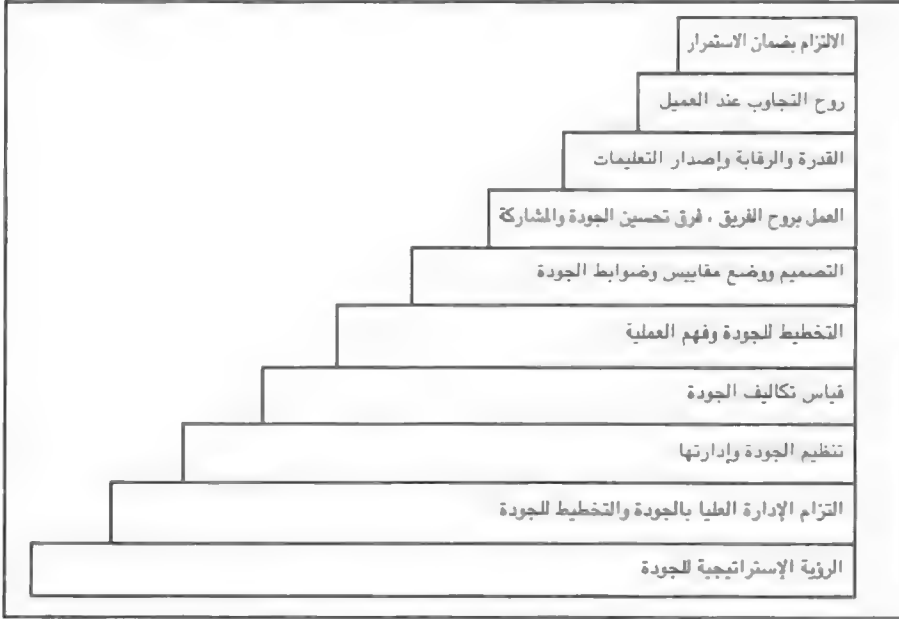 الالتزام بضمان الاستمرار
روح التجاوب عند العميل
القدرة والرقابة وإصدار التعليمات
العمل بروح الفريق ، فرق تحسين الجودة والمشاركة
التصميم ووضع مقاييس وضوابط الجودة
التخطيط للجودة وفهم العملية
قياس تكاليف الجودة
تنظيم الجودة وإدارتها
التزام الإدارة العليا بالجودة والتخطيط للجودة
الرؤية الإستراتيجية للجودة